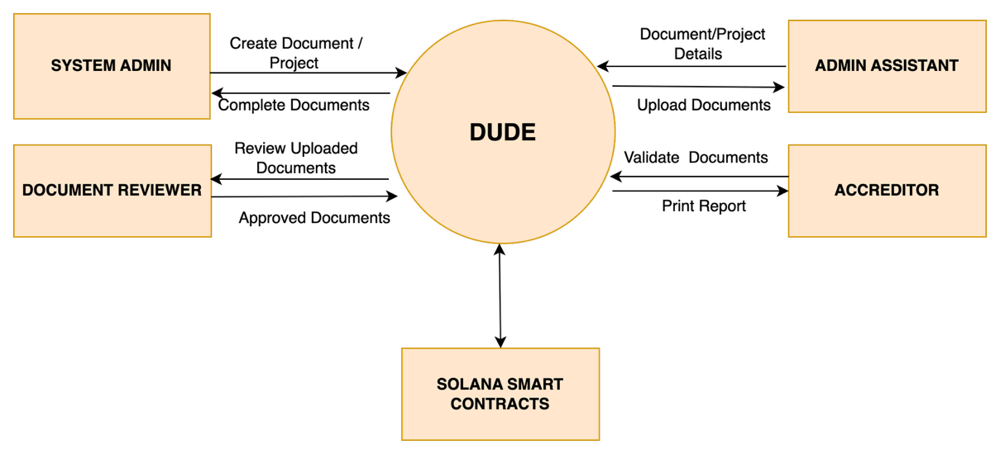 SYSTEM ADMIN
Create Document /
Project
Complete Documents
DUDE
Document/Project
Details
Upload Documents
ADMIN ASSISTANT
DOCUMENT REVIEWER
Review Uploaded
Documents
Approved Documents
Validate  Documents
Print Report
ACCREDITOR
SOLANA SMART
CONTRACTS